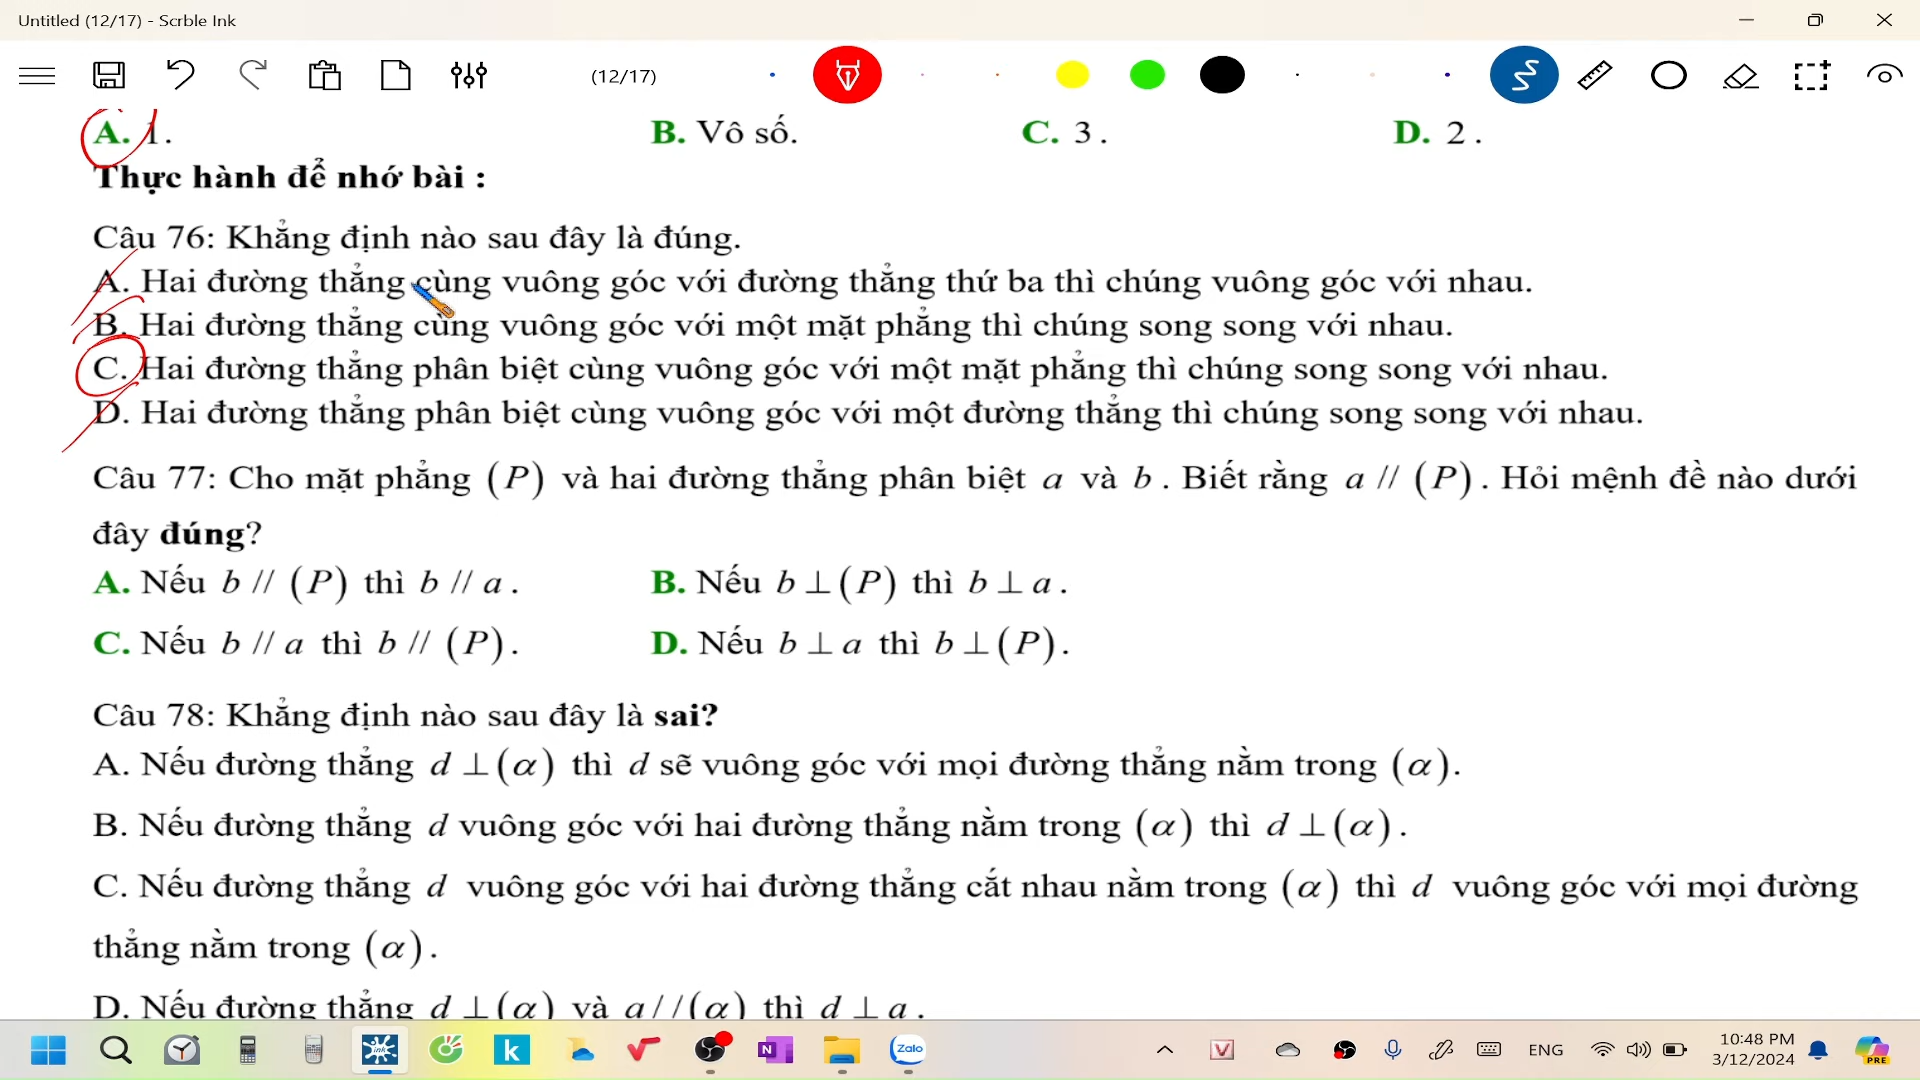 Untitled (12/17) - Scrble Ink
(12/17)
A. 1. B. Vô số. C. 3. D. 2.
Thực hành để nhớ bài :
Câu 76: Khẳng định nào sau đây là đúng.
A. Hai đường thẳng cùng vuông góc với đường thẳng thứ ba thì chúng vuông góc với nhau.
B. Hai đường thẳng cùng vuông góc với một mặt phẳng thì chúng song song với nhau.
C. Hai đường thẳng phân biệt cùng vuông góc với một mặt phẳng thì chúng song song với nhau.
D. Hai đường thẳng phân biệt cùng vuông góc với một đường thẳng thì chúng song song với nhau.
Câu 77: Cho mặt phẳng (P) và hai đường thẳng phân biệt a và b. Biết rằng a // (P). Hỏi mệnh đề nào dưới
đây đúng?
A. Nếu b // (P) thì b // a. B. Nếu b ⊥ (P) thì b ⊥ a.
C. Nếu b // a thì b // (P). D. Nếu b ⊥ a thì b ⊥ (P).
Câu 78: Khẳng định nào sau đây là sai?
A. Nếu đường thẳng d ⊥ (α) thì d sẽ vuông góc với mọi đường thẳng nằm trong (α).
B. Nếu đường thẳng d vuông góc với hai đường thẳng nằm trong (α) thì d ⊥ (α).
C. Nếu đường thẳng d vuông góc với hai đường thẳng cắt nhau nằm trong (α) thì d vuông góc với mọi đường
thẳng nằm trong (α).
D. Nếu đường thẳng d ⊥ (α) và a//(α) thì d ⊥ a.
ink k N Zalo V ENG 10:48 PM PRE
3/12/2024